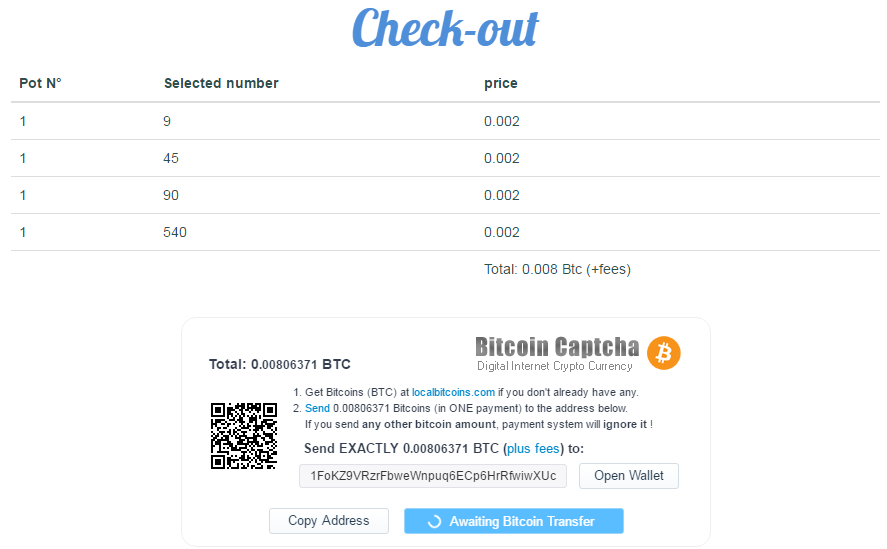 Check-out
Pot N° Selected number price
1 9 0.002
1 45 0.002
1 90 0.002
1 540 0.002
Total: 0.008 Btc (+fees)
Bitcoin Captcha
Digital Internet Crypto Currency
Total: 0.00806371 BTC
1. Get Bitcoins (BTC) at localbitcoins.com if you don't already have any.
2. Send 0.00806371 Bitcoins (in ONE payment) to the address below.
If you send any other bitcoin amount, payment system will ignore it !
Send EXACTLY 0.00806371 BTC (plus fees) to:
1FoKZ9VRzrFbweWnpuq6ECp6HrRfwiwXUc Open Wallet
Copy Address Awaiting Bitcoin Transfer